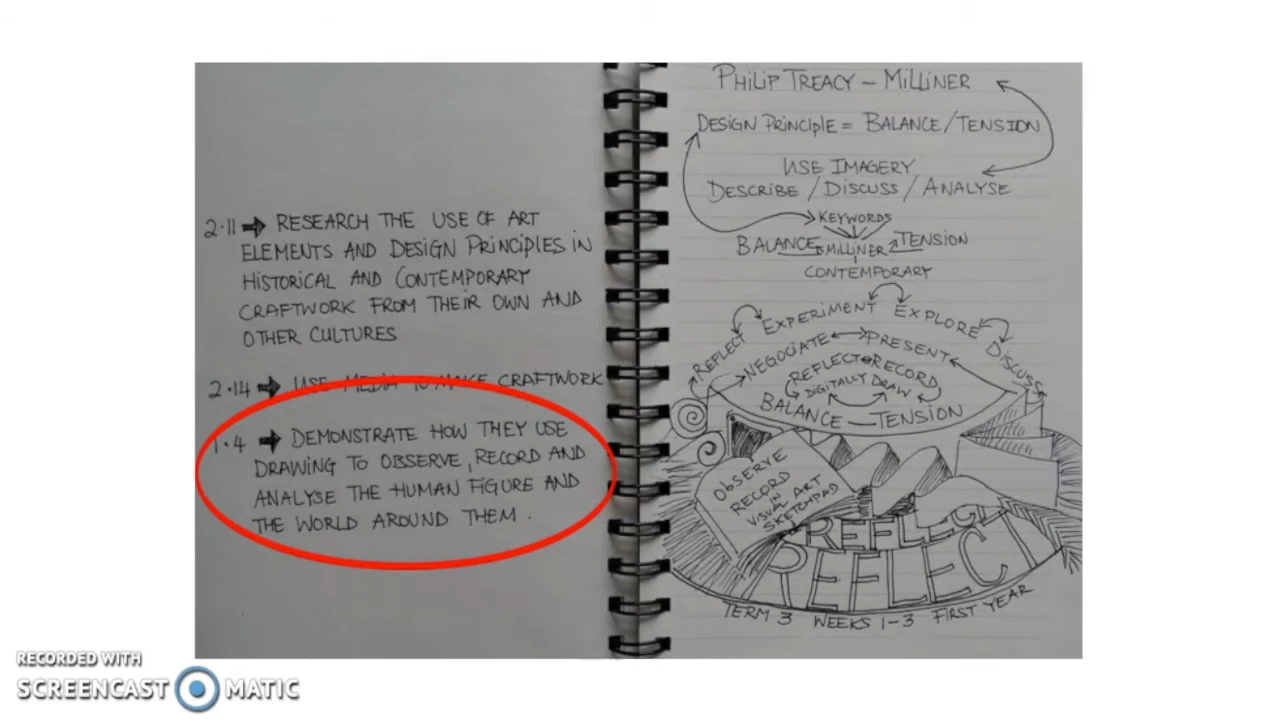 2.11 → RESEARCH THE USE OF ART
ELEMENTS AND DESIGN PRINCIPLES IN
HISTORICAL AND CONTEMPORARY
CRAFTWORK FROM THEIR OWN AND
OTHER CULTURES
2.14 → USE MEDIA TO MAKE CRAFTWORK
1.4 → DEMONSTRATE HOW THEY USE
DRAWING TO OBSERVE, RECORD AND
ANALYSE THE HUMAN FIGURE AND
THE WORLD AROUND THEM.
PHILIP TREACY – MILLINER
DESIGN PRINCIPLE = BALANCE/TENSION
USE IMAGERY
DESCRIBE / DISCUSS / ANALYSE
KEYWORDS
BALANCE MILLINER TENSION
CONTEMPORARY
REFLECT EXPERIMENT EXPLORE DISCUSS
NEGOCIATE PRESENT
REFLECT RECORD
DIGITALLY DRAW
BALANCE — TENSION
OBSERVE
RECORD
IN
VISUAL ART
SKETCHPAD
REFLECT
REFLECT
TERM 3 WEEKS 1-3 FIRST YEAR
RECORDED WITH
SCREENCAST MATIC